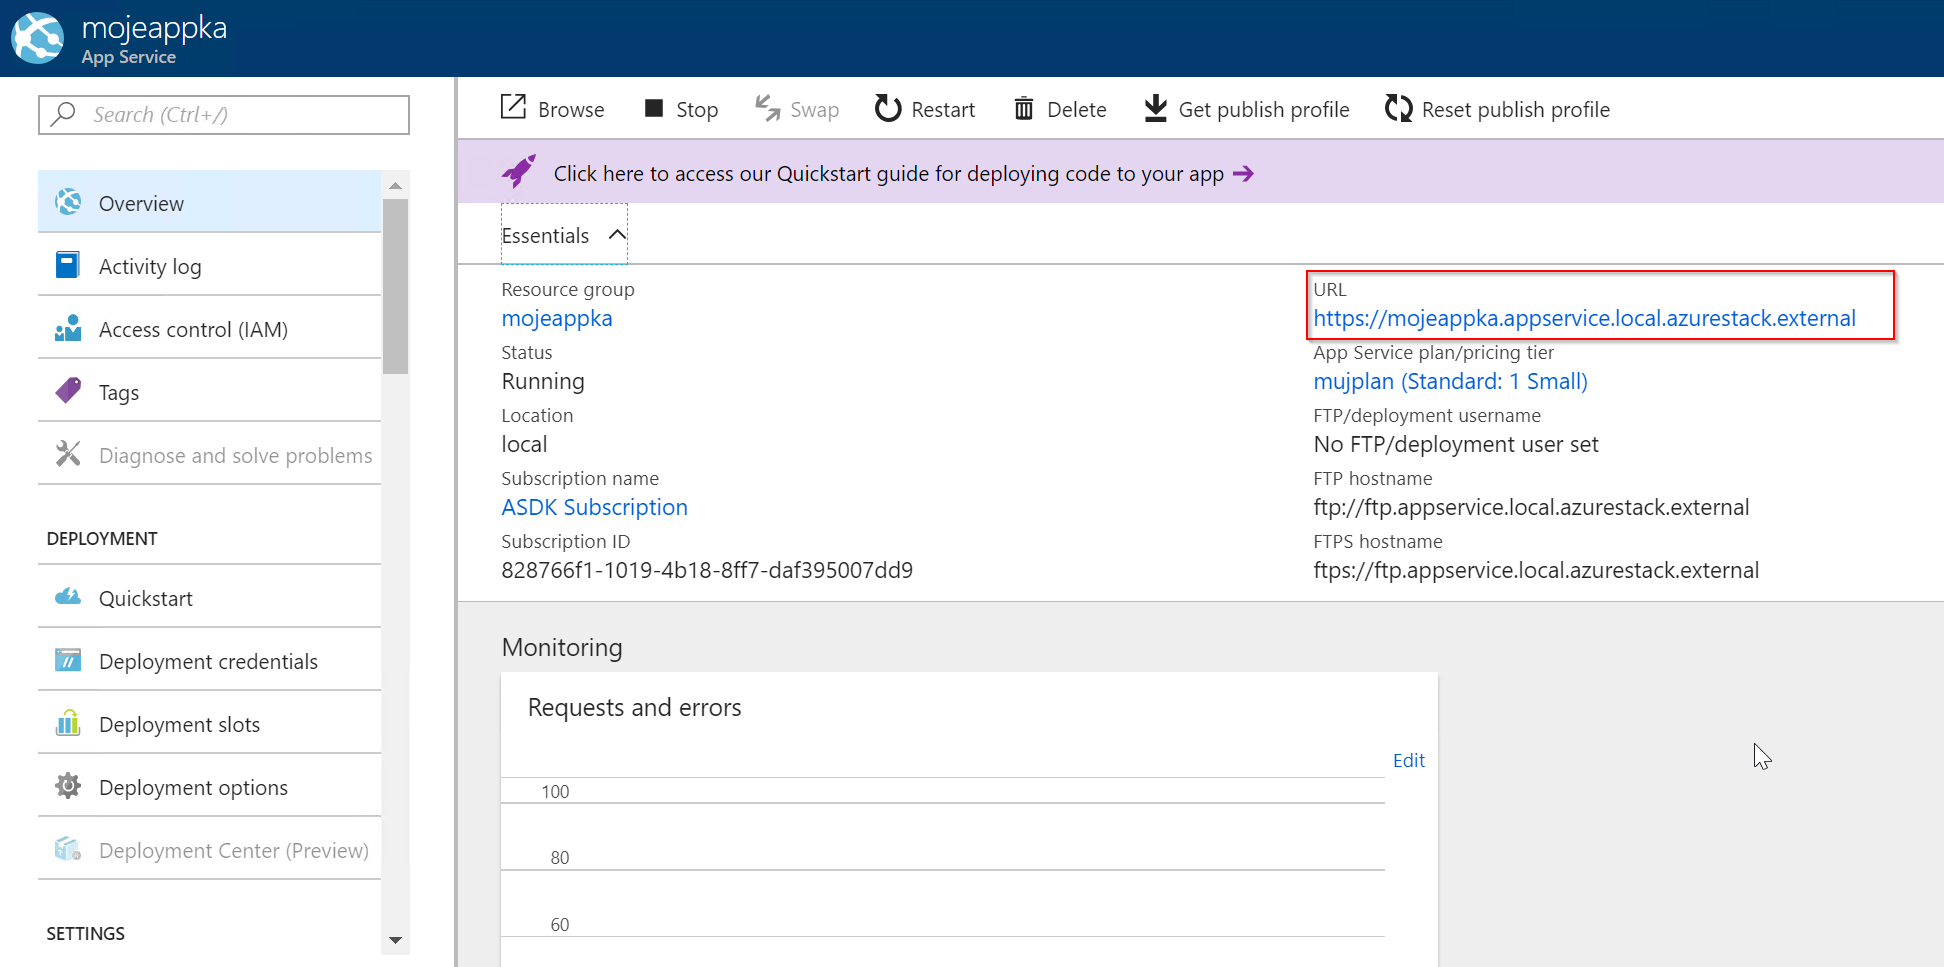 mojeappka
App Service
Search (Ctrl+/)
Overview
Activity log
Access control (IAM)
Tags
Diagnose and solve problems
DEPLOYMENT
Quickstart
Deployment credentials
Deployment slots
Deployment options
Deployment Center (Preview)
SETTINGS
Browse
Stop
Swap
Restart
Delete
Get publish profile
Reset publish profile
Click here to access our Quickstart guide for deploying code to your app
Essentials
Resource group
mojeappka
Status
Running
Location
local
Subscription name
ASDK Subscription
Subscription ID
828766f1-1019-4b18-8ff7-daf395007dd9
URL
https://mojeappka.appservice.local.azurestack.external
App Service plan/pricing tier
mujplan (Standard: 1 Small)
FTP/deployment username
No FTP/deployment user set
FTP hostname
ftp://ftp.appservice.local.azurestack.external
FTPS hostname
ftps://ftp.appservice.local.azurestack.external
Monitoring
Requests and errors
Edit
100
80
60